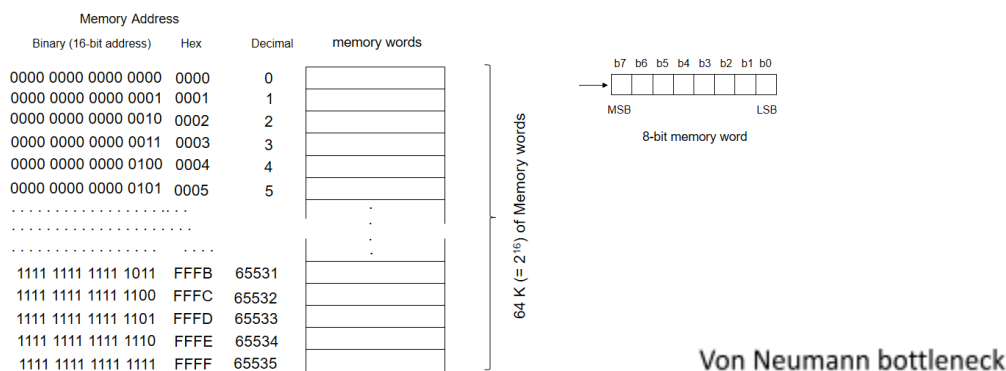 Memory Address
Binary (16-bit address) Hex Decimal memory words
0000 0000 0000 0000 0000 0
0000 0000 0000 0001 0001 1
0000 0000 0000 0010 0002 2
0000 0000 0000 0011 0003 3
0000 0000 0000 0100 0004 4
0000 0000 0000 0101 0005 5
1111 1111 1111 1011 FFFB 65531
1111 1111 1111 1100 FFFC 65532
1111 1111 1111 1101 FFFD 65533
1111 1111 1111 1110 FFFE 65534
1111 1111 1111 1111 FFFF 65535
64 K (= 2¹⁶) of Memory words
b7 b6 b5 b4 b3 b2 b1 b0
MSB LSB
8-bit memory word
Von Neumann bottleneck